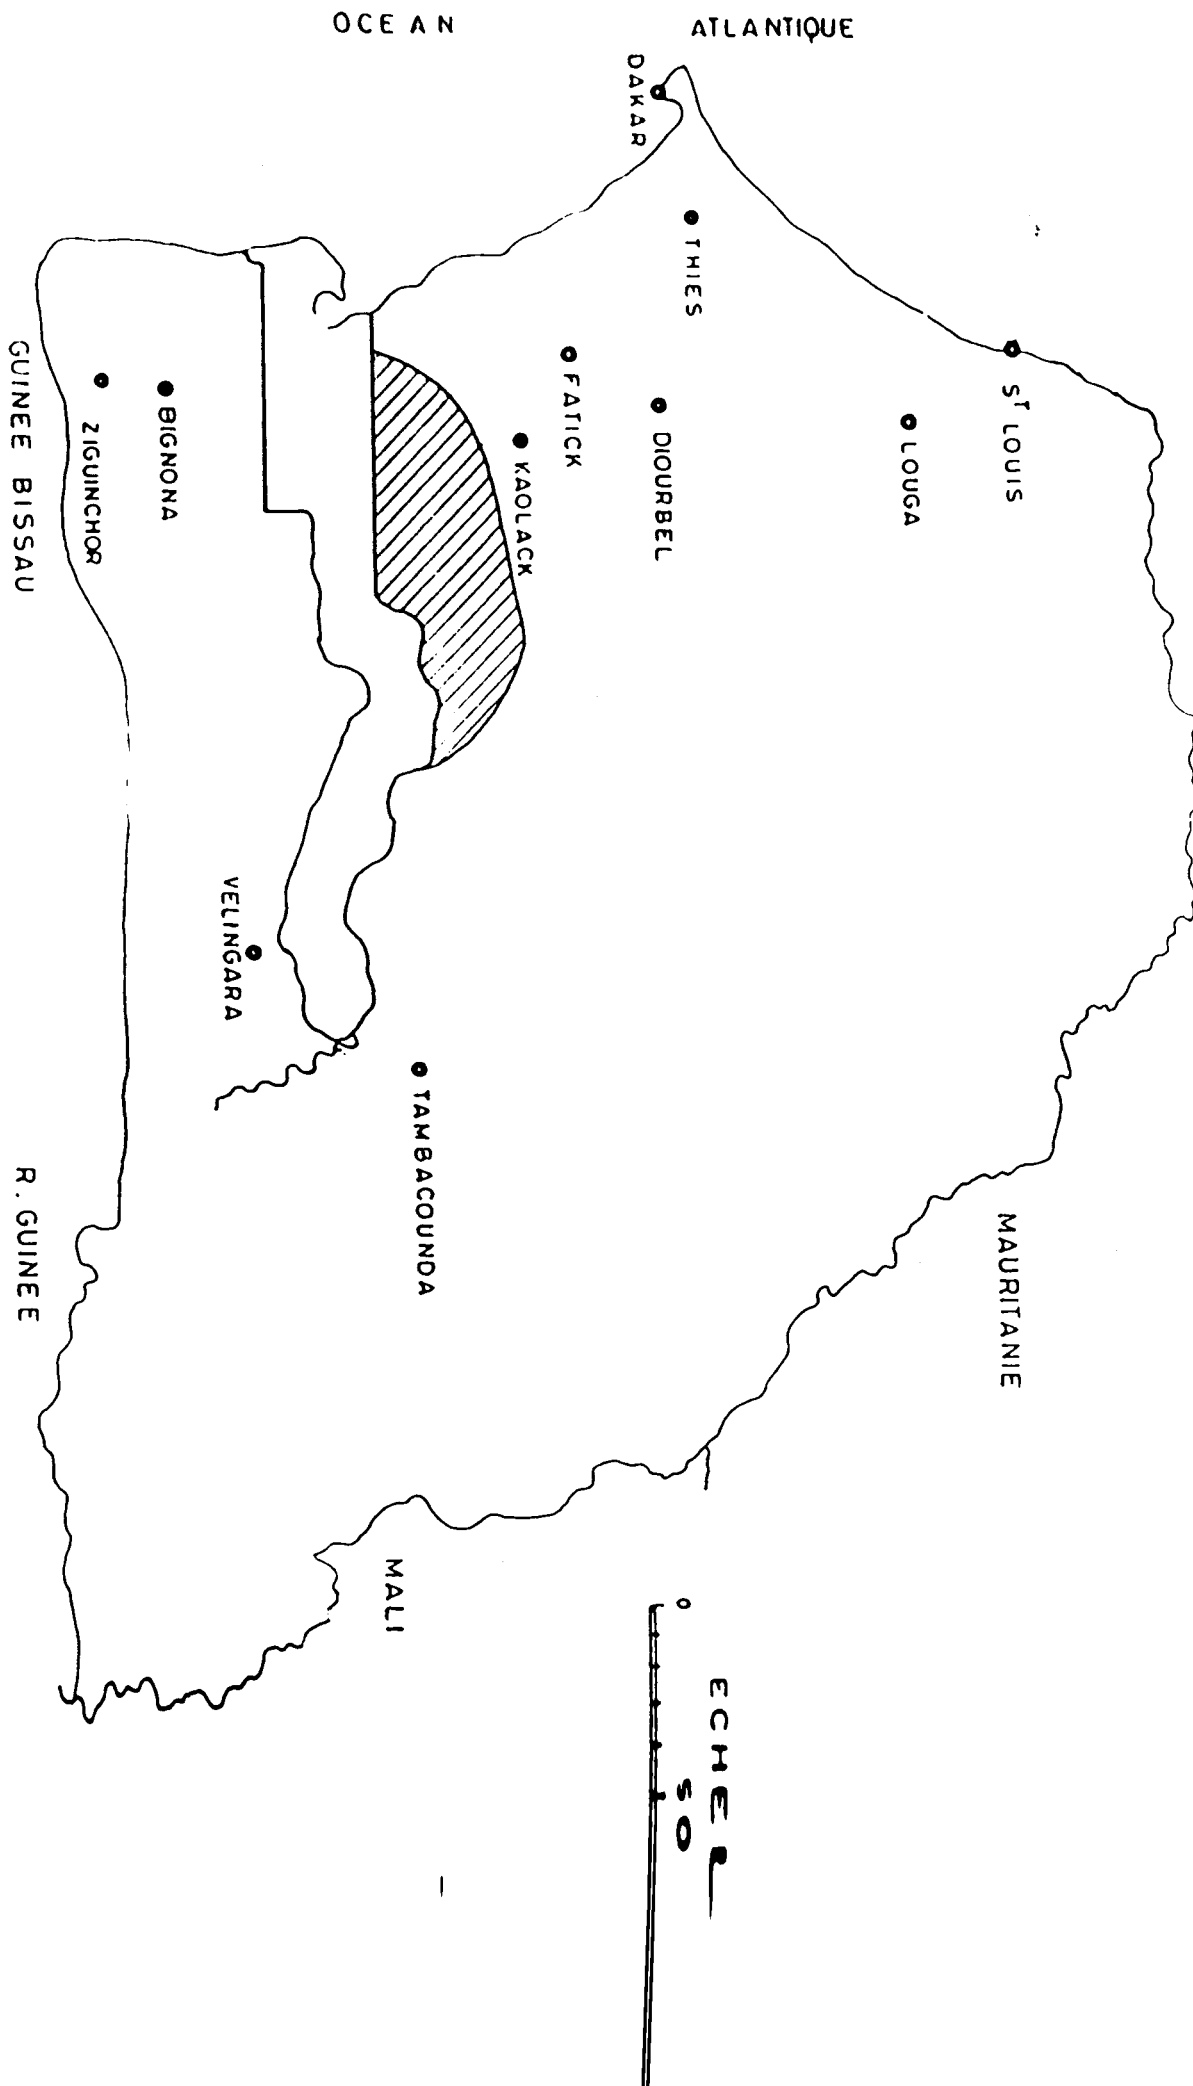 OCEAN ATLANTIQUE
DAKAR
THIES
ST LOUIS
LOUGA
DIOURBEL
FATICK
KAOLACK
BIGNONA
ZIGUINCHOR
GUINEE BISSAU
VELINGARA
TAMBACOUNDA
R. GUINEE
MAURITANIE
MALI
0
50